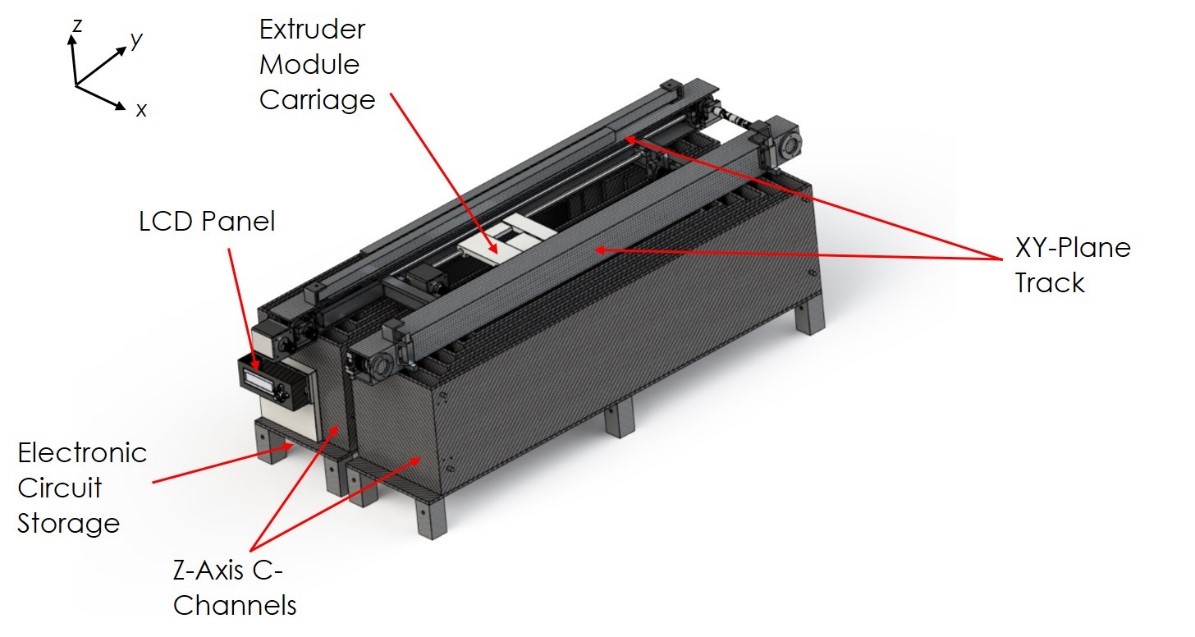 z
y
x
Extruder
Module
Carriage
LCD Panel
XY-Plane
Track
Electronic
Circuit
Storage
Z-Axis C-
Channels